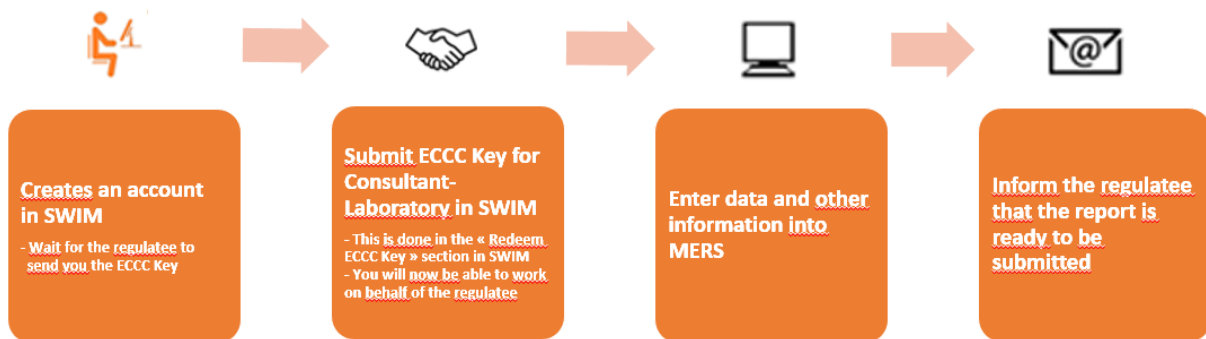 Creates an account
in SWIM
- Wait for the regulatee to
send you the ECCC Key
Submit ECCC Key for
Consultant-
Laboratory in SWIM
- This is done in the « Redeem
ECCC Key » section in SWIM
- You will now be able to work
on behalf of the regulatee
Enter data and other
information into
MERS
@
Inform the regulatee
that the report is
ready to be
submitted